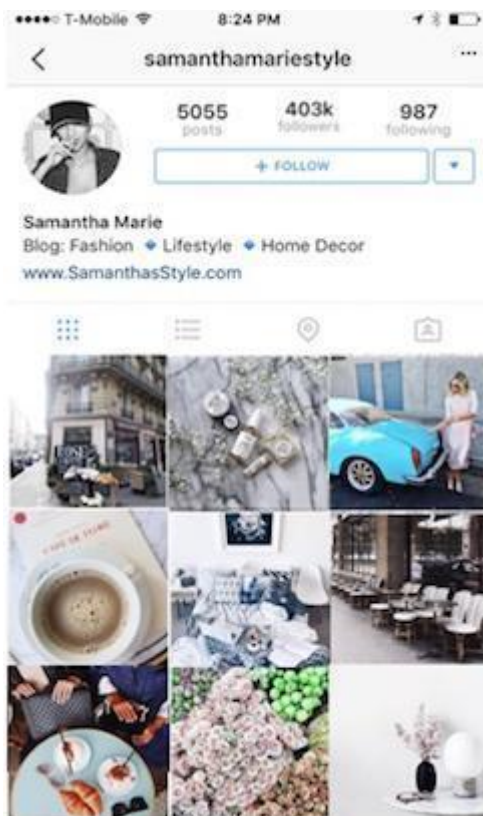 T-Mobile 8:24 PM
samanthamariestyle
5055 403k 987
posts followers following
+ FOLLOW
Samantha Marie
Blog: Fashion 🔹 Lifestyle 🔹 Home Decor
www.SamanthasStyle.com